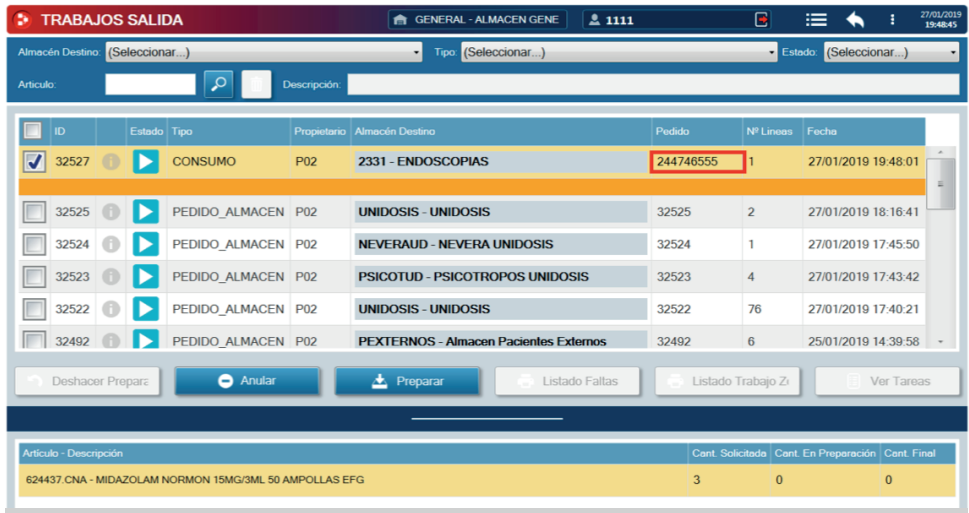 TRABAJOS SALIDA GENERAL - ALMACEN GENE 1111 27/01/2019
19:48:45
Almacén Destino: (Seleccionar...) Tipo: (Seleccionar...) Estado: (Seleccionar...)
Articulo: Descripción:
ID Estado Tipo Propietario Almacén Destino Pedido Nº Lineas Fecha
32527 CONSUMO P02 2331 - ENDOSCOPIAS 244746555 1 27/01/2019 19:48:01
32525 PEDIDO_ALMACEN P02 UNIDOSIS - UNIDOSIS 32525 2 27/01/2019 18:16:41
32524 PEDIDO_ALMACEN P02 NEVERAUD - NEVERA UNIDOSIS 32524 1 27/01/2019 17:45:50
32523 PEDIDO_ALMACEN P02 PSICOTUD - PSICOTROPOS UNIDOSIS 32523 4 27/01/2019 17:43:42
32522 PEDIDO_ALMACEN P02 UNIDOSIS - UNIDOSIS 32522 76 27/01/2019 17:40:21
32492 PEDIDO_ALMACEN P02 PEXTERNOS - Almacen Pacientes Externos 32492 6 25/01/2019 14:39:58
Deshacer Prepara Anular Preparar Listado Faltas Listado Trabajo Z Ver Tareas
Artículo - Descripción Cant. Solicitada Cant. En Preparación Cant. Final
624437.CNA - MIDAZOLAM NORMON 15MG/3ML 50 AMPOLLAS EFG 3 0 0